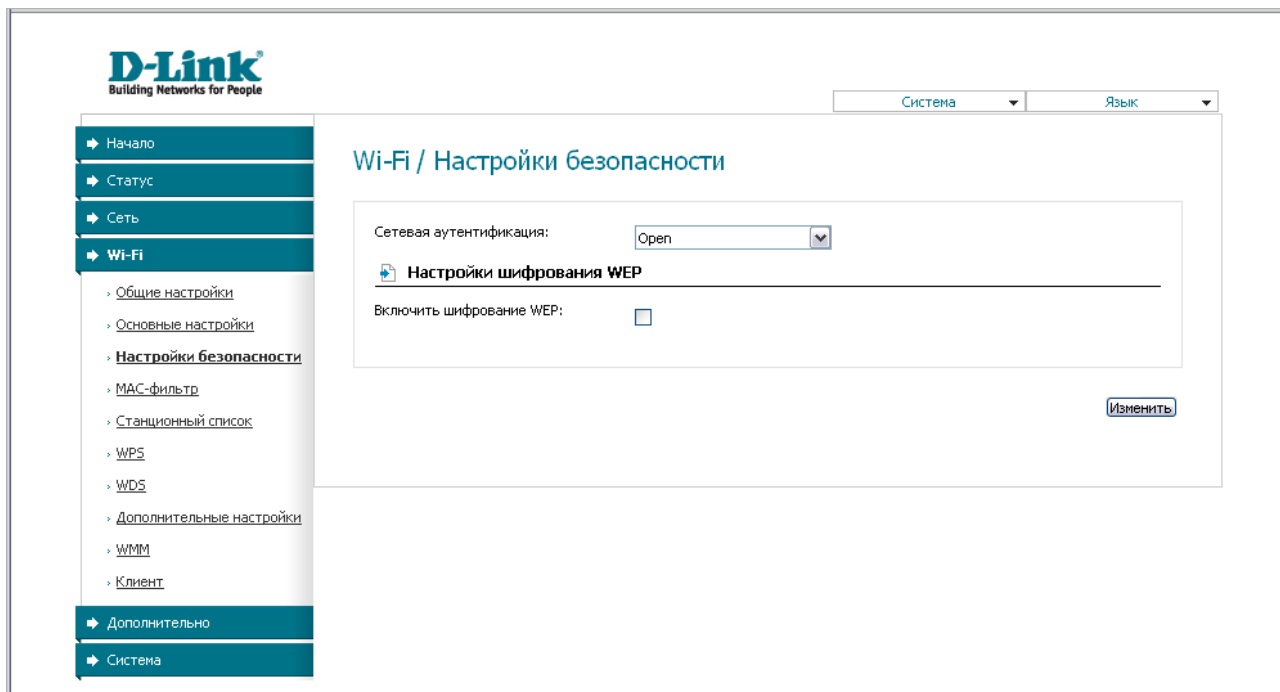 D-Link
Building Networks for People
Система
Язык
Начало
Статус
Сеть
Wi-Fi
Общие настройки
Основные настройки
Настройки безопасности
MAC-фильтр
Станционный список
WPS
WDS
Дополнительные настройки
WMM
Клиент
Дополнительно
Система
Wi-Fi / Настройки безопасности
Сетевая аутентификация:
Open
Настройки шифрования WEP
Включить шифрование WEP:
Изменить